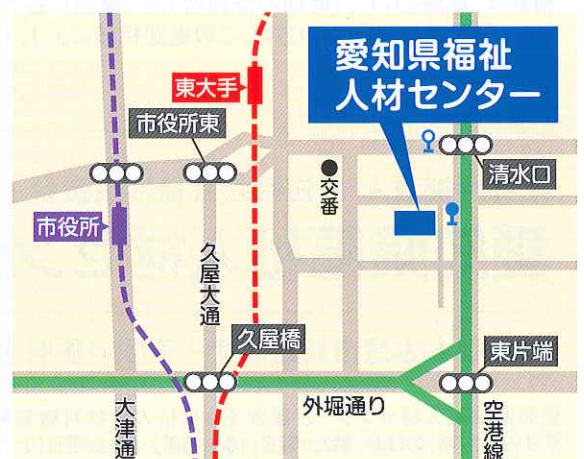 愛知県福祉
人材センター
東大手
市役所東
清水口
交番
市役所
久屋大通
久屋橋
東片端
外堀通り
大津通
空港線